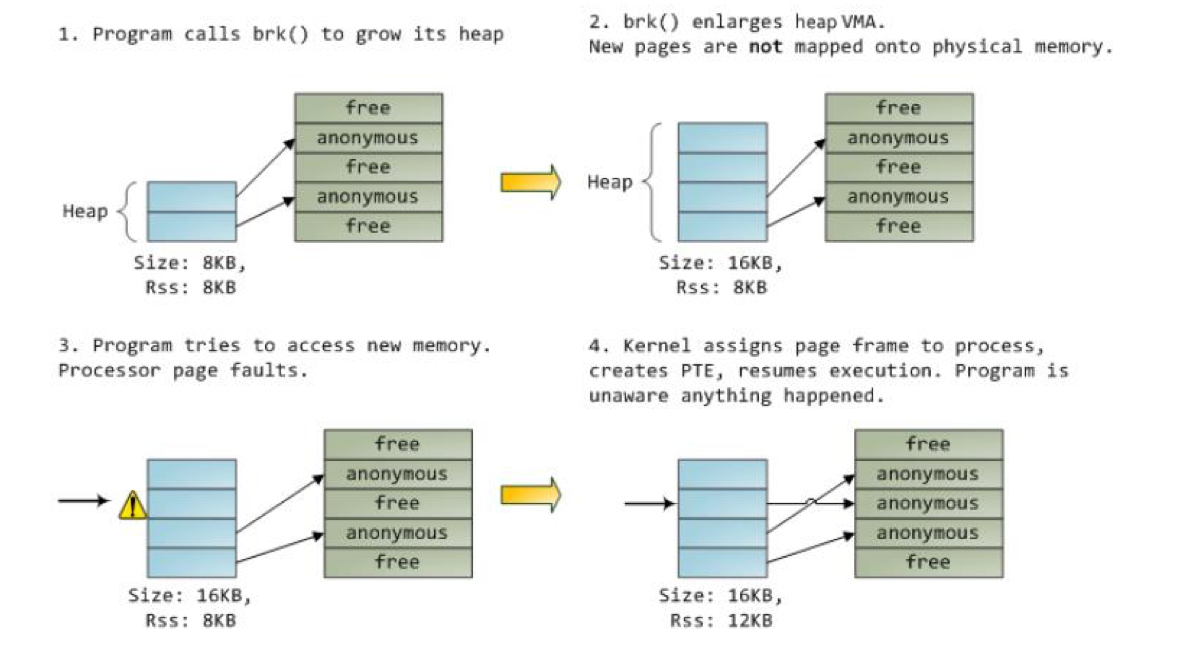 1. Program calls brk() to grow its heap
free
anonymous
free
anonymous
free
Heap
Size: 8KB,
Rss: 8KB
2. brk() enlarges heap VMA.
New pages are not mapped onto physical memory.
free
anonymous
free
anonymous
free
Heap
Size: 16KB,
Rss: 8KB
3. Program tries to access new memory.
Processor page faults.
free
anonymous
free
anonymous
free
Size: 16KB,
Rss: 8KB
4. Kernel assigns page frame to process,
creates PTE, resumes execution. Program is
unaware anything happened.
free
anonymous
anonymous
anonymous
free
Size: 16KB,
Rss: 12KB